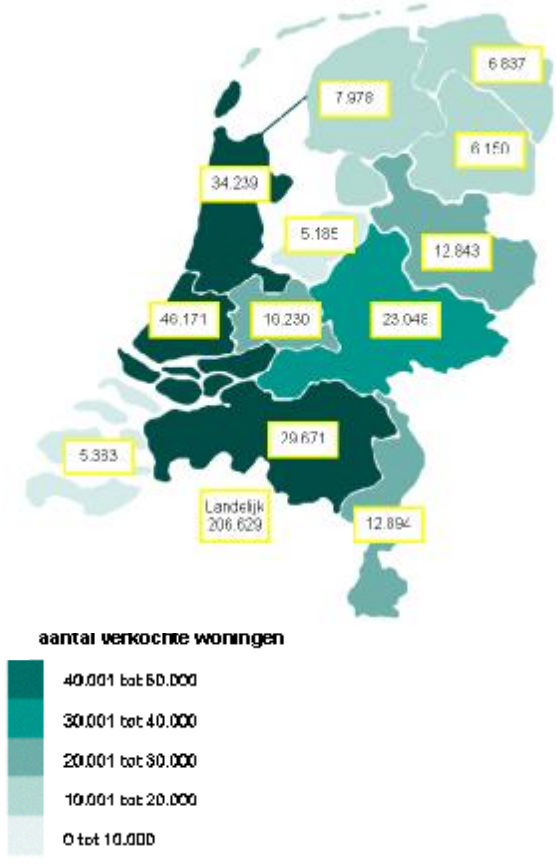 6.837
7.978
6.150
34.239
5.185
12.843
46.171
16.230
23.048
29.671
5.383
Landelijk
206.629
12.894
aantal verkochte woningen
40.001 tot 50.000
30.001 tot 40.000
20.001 tot 30.000
10.001 tot 20.000
0 tot 10.000